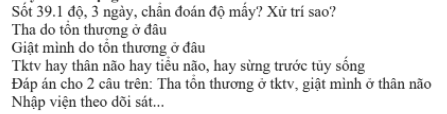 Sốt 39.1 độ, 3 ngày, chẩn đoán độ mấy? Xử trí sao?
Tha do tổn thương ở đâu
Giật mình do tổn thương ở đâu
Tktv hay thân não hay tiểu não, hay sừng trước tủy sống
Đáp án cho 2 câu trên: Tha tổn thương ở tktv, giật mình ở thân não
Nhập viện theo dõi sát...